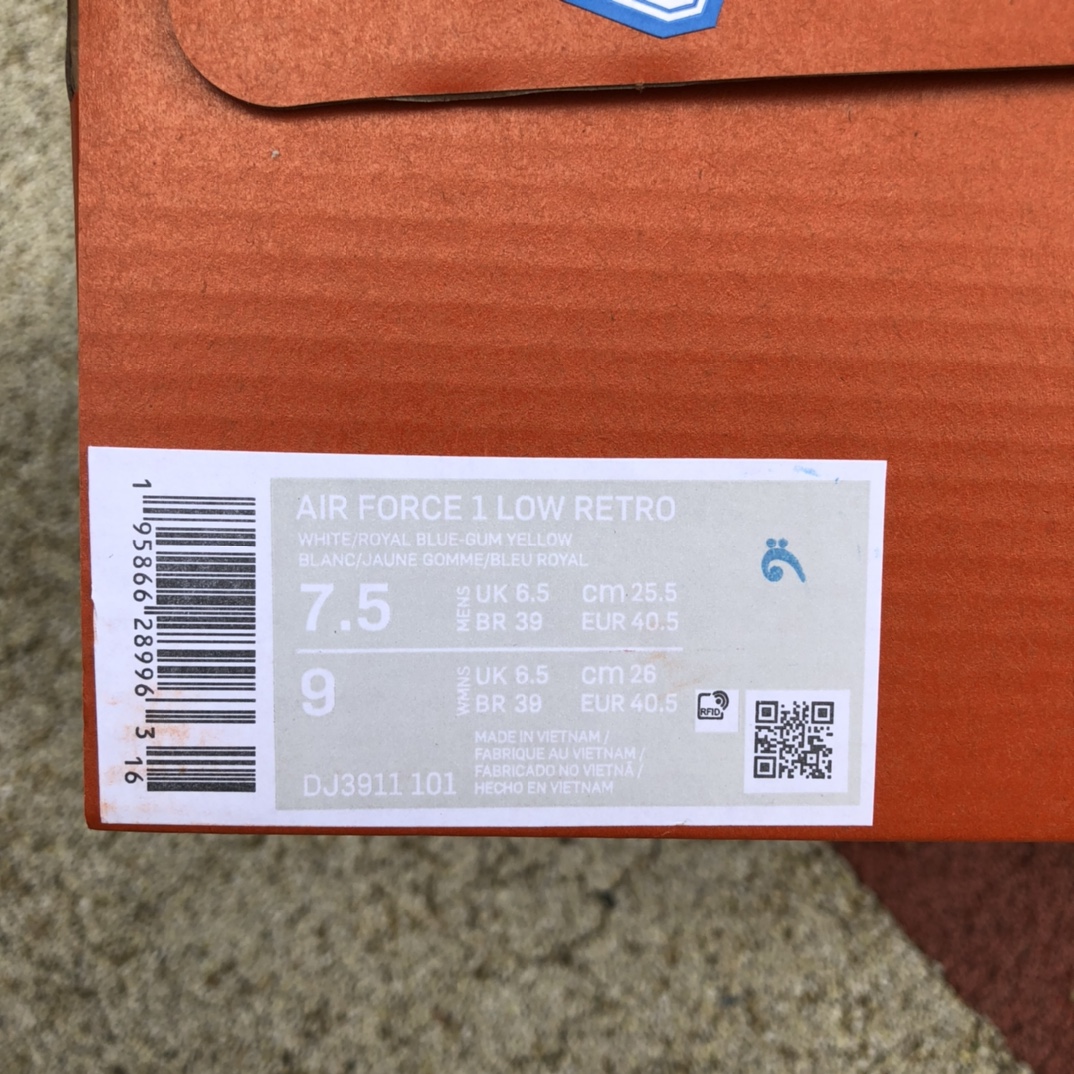 1 95866 28996 3 16
AIR FORCE 1 LOW RETRO
WHITE/ROYAL BLUE-GUM YELLOW
BLANC/JAUNE GOMME/BLEU ROYAL
7.5 MENS UK 6.5 cm 25.5
BR 39 EUR 40.5
9 WMNS UK 6.5 cm 26
BR 39 EUR 40.5
RFID
MADE IN VIETNAM /
FABRIQUE AU VIETNAM /
FABRICADO NO VIETNÃ /
HECHO EN VIETNAM
DJ3911 101